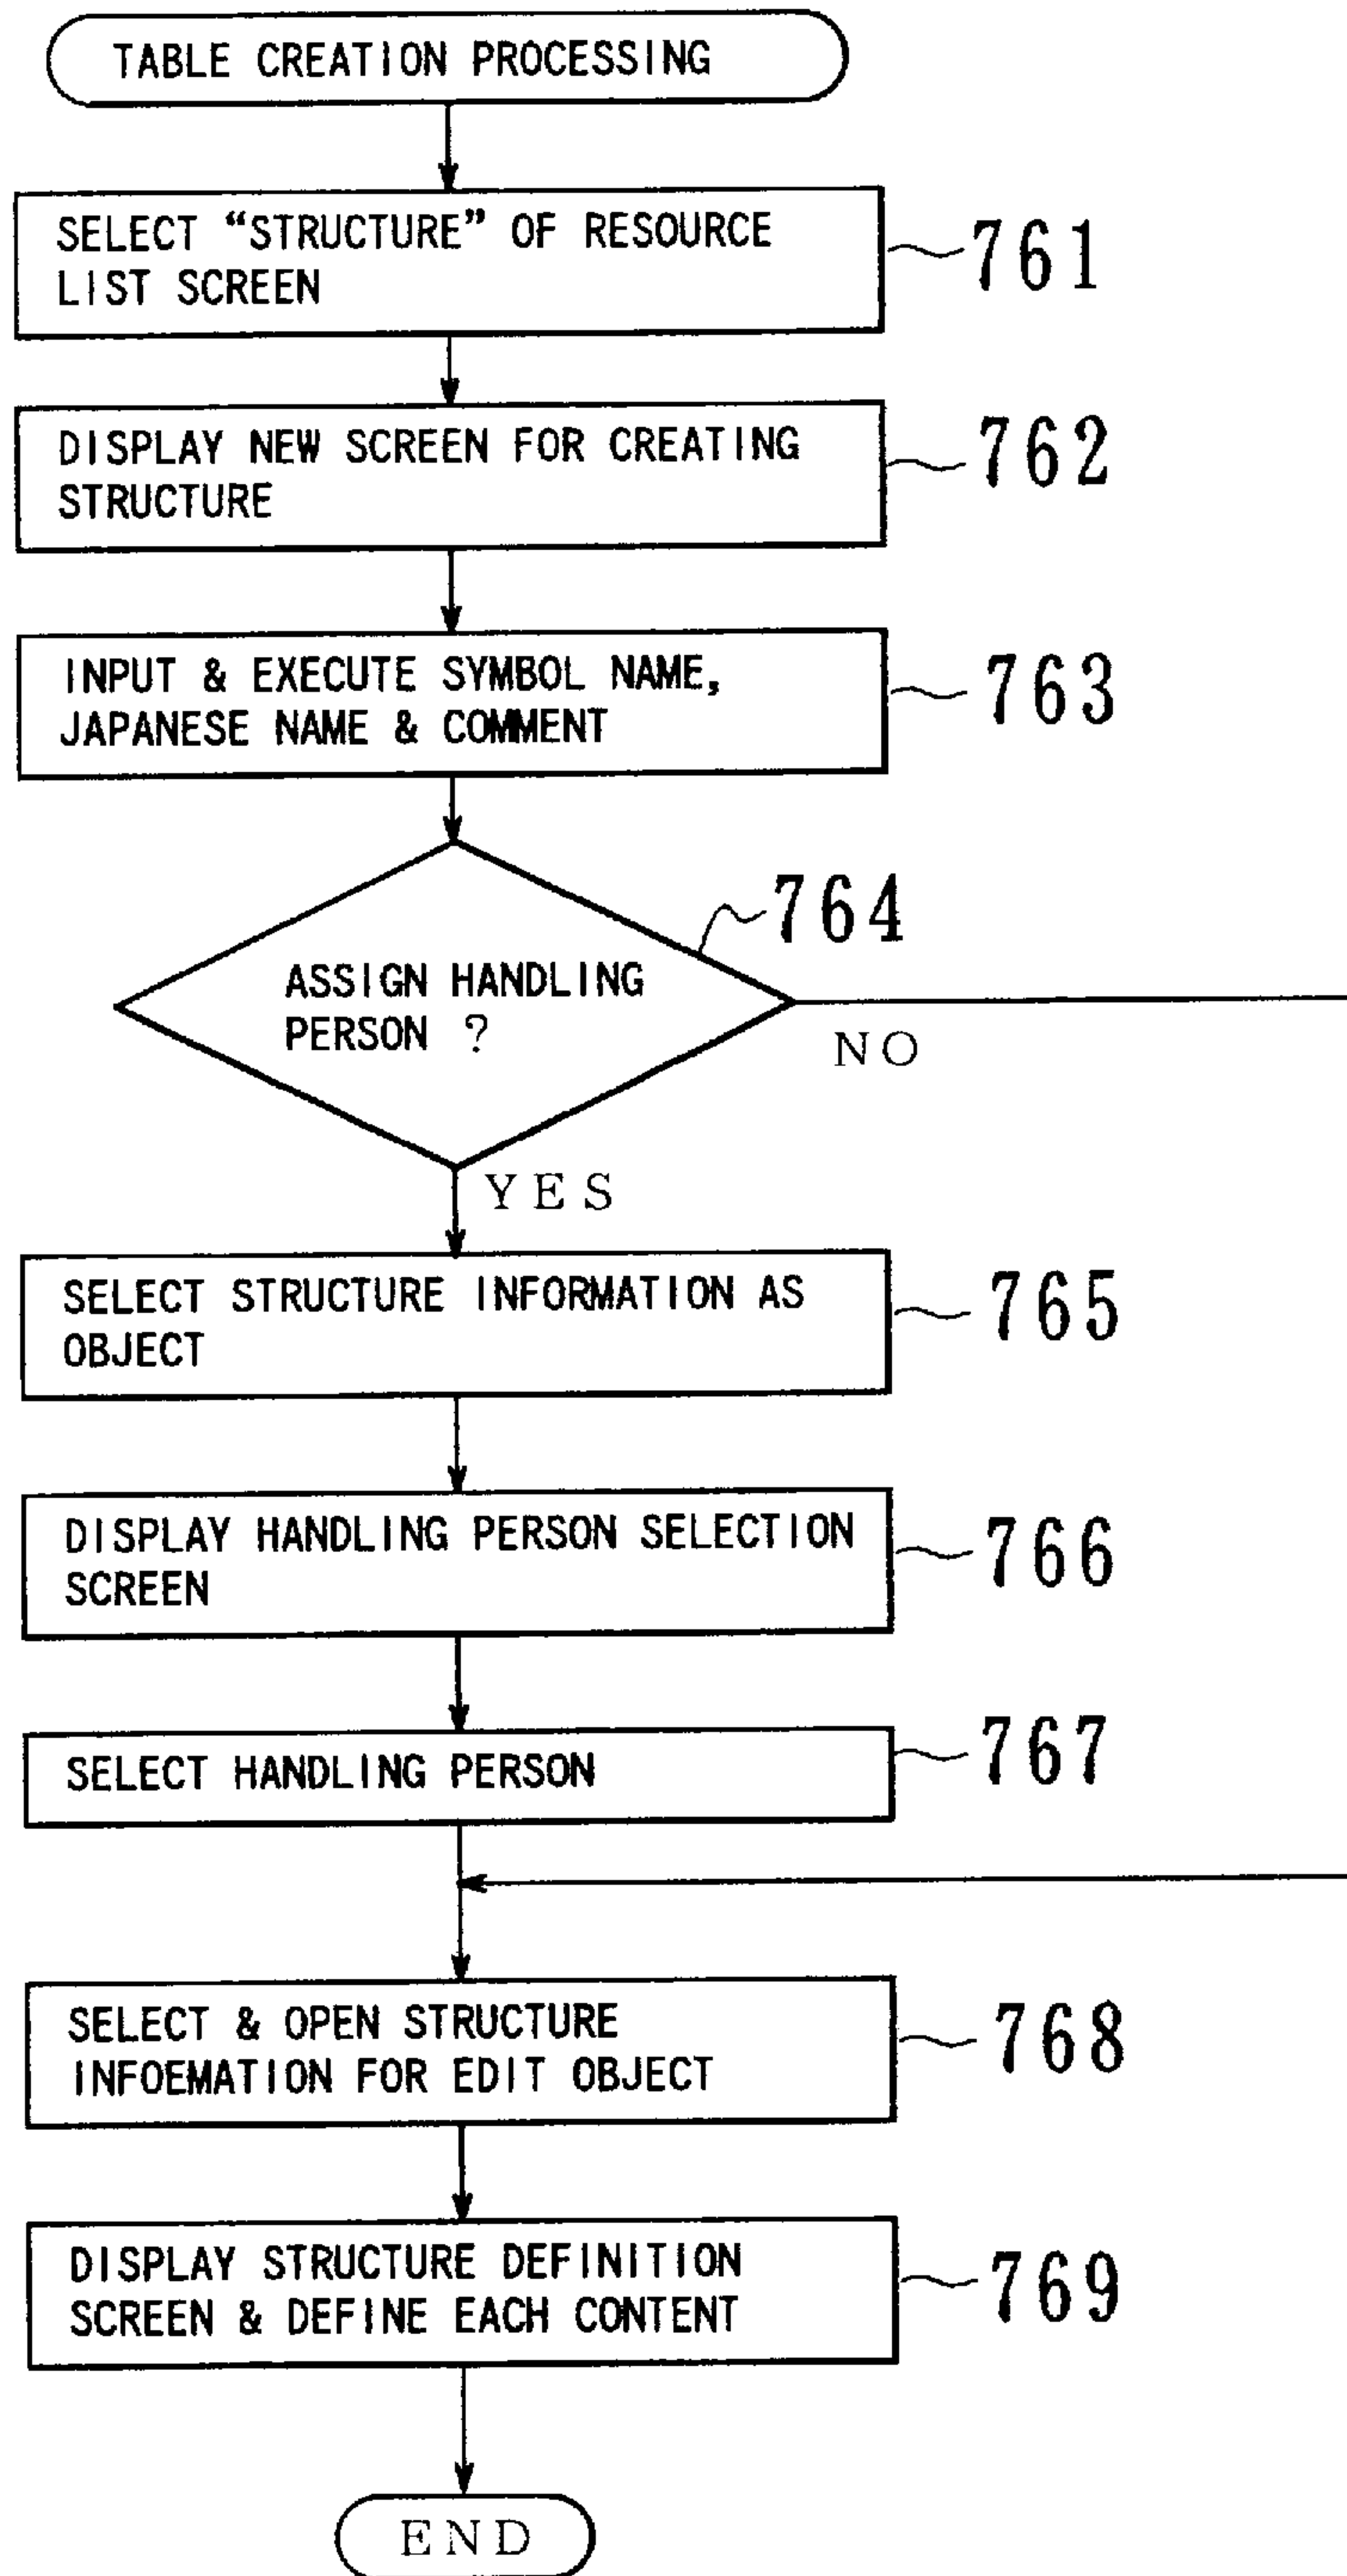 TABLE CREATION PROCESSING
SELECT “STRUCTURE” OF RESOURCE
LIST SCREEN
761
DISPLAY NEW SCREEN FOR CREATING
STRUCTURE
762
INPUT & EXECUTE SYMBOL NAME,
JAPANESE NAME & COMMENT
763
764
ASSIGN HANDLING
PERSON ?
NO
YES
SELECT STRUCTURE INFORMATION AS
OBJECT
765
DISPLAY HANDLING PERSON SELECTION
SCREEN
766
SELECT HANDLING PERSON
767
SELECT & OPEN STRUCTURE
INFOEMATION FOR EDIT OBJECT
768
DISPLAY STRUCTURE DEFINITION
SCREEN & DEFINE EACH CONTENT
769
END